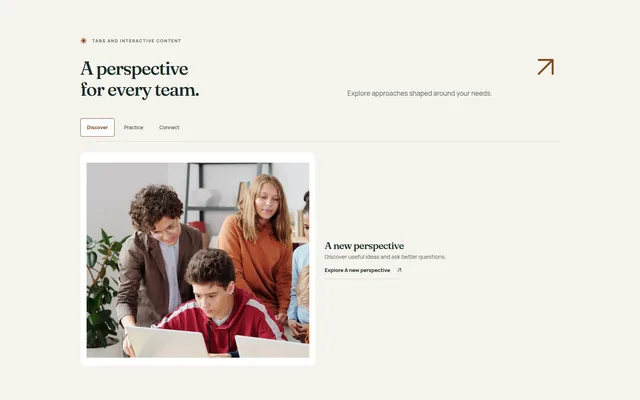 TABS AND INTERACTIVE CONTENT
A perspective
for every team.
Explore approaches shaped around your needs.
Discover
Practice
Connect
A new perspective
Discover useful ideas and ask better questions.
Explore A new perspective